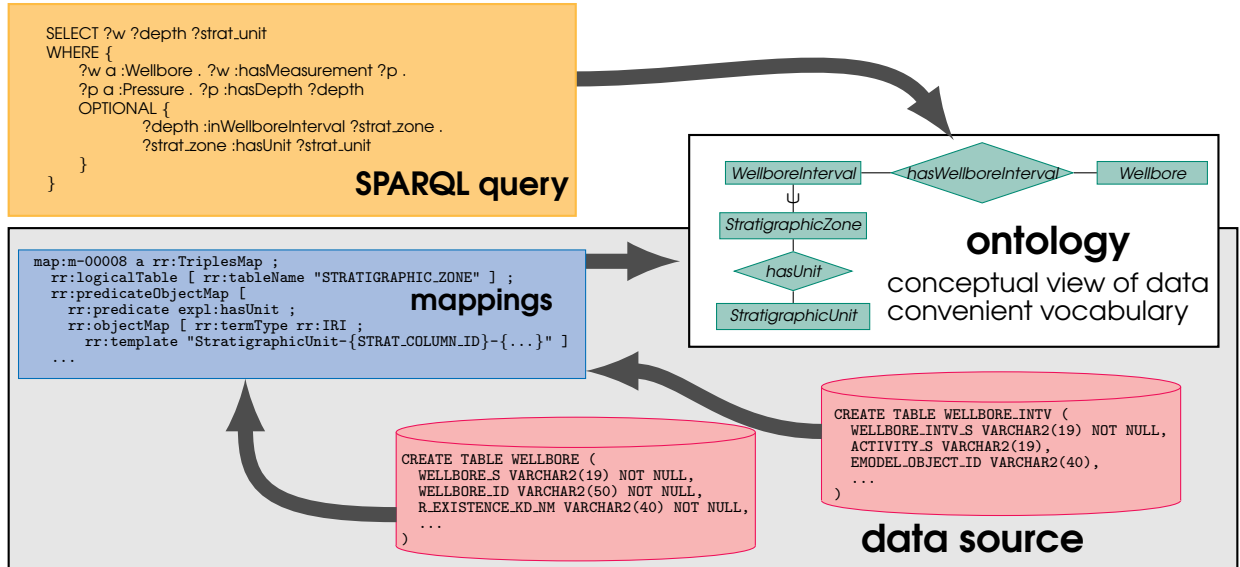 SELECT ?w ?depth ?strat_unit
WHERE {
?w a :Wellbore . ?w :hasMeasurement ?p .
?p a :Pressure . ?p :hasDepth ?depth
OPTIONAL {
?depth :inWellboreInterval ?strat_zone .
?strat_zone :hasUnit ?strat_unit
}
}
SPARQL query
WellboreInterval
hasWellboreInterval
Wellbore
StratigraphicZone
hasUnit
StratigraphicUnit
ontology
conceptual view of data
convenient vocabulary
map:m-00008 a rr:TriplesMap ;
rr:logicalTable [ rr:tableName "STRATIGRAPHIC_ZONE" ] ;
rr:predicateObjectMap [
rr:predicate expl:hasUnit ;
rr:objectMap [ rr:termType rr:IRI ;
rr:template "StratigraphicUnit-{STRAT_COLUMN_ID}-{...}" ]
...
mappings
CREATE TABLE WELLBORE_INTV (
WELLBORE_INTV_S VARCHAR2(19) NOT NULL,
ACTIVITY_S VARCHAR2(19),
EMODEL_OBJECT_ID VARCHAR2(40),
...
)
CREATE TABLE WELLBORE (
WELLBORE_S VARCHAR2(19) NOT NULL,
WELLBORE_ID VARCHAR2(50) NOT NULL,
R_EXISTENCE_KD_NM VARCHAR2(40) NOT NULL,
...
)
data source